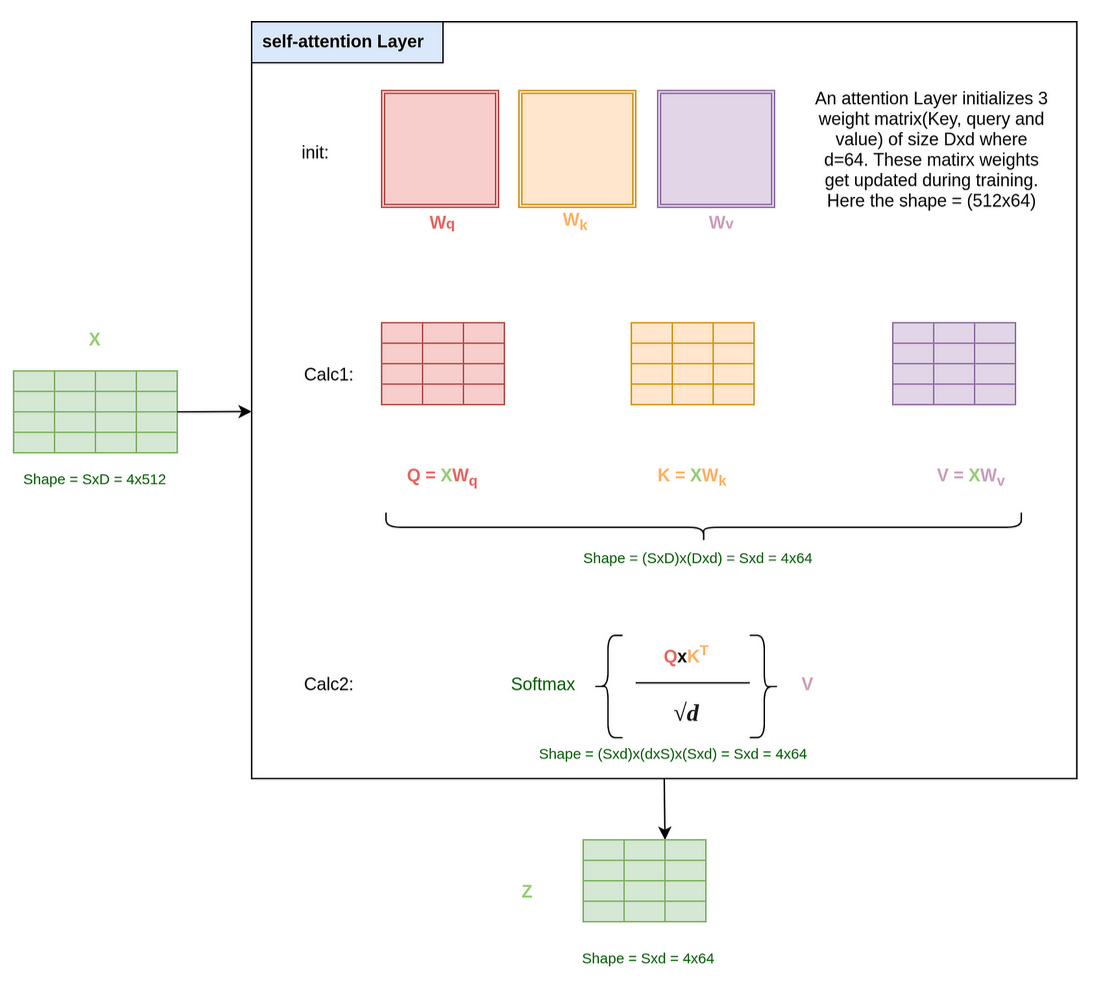 self-attention Layer
init:
Wq
Wk
Wv
An attention Layer initializes 3
weight matrix(Key, query and
value) of size Dxd where
d=64. These matirx weights
get updated during training.
Here the shape = (512x64)
X
Shape = SxD = 4x512
Calc1:
Q = XWq
K = XWk
V = XWv
Shape = (SxD)x(Dxd) = Sxd = 4x64
Calc2:
Softmax
QxK^T
√d
V
Shape = (Sxd)x(dxS)x(Sxd) = Sxd = 4x64
Z
Shape = Sxd = 4x64